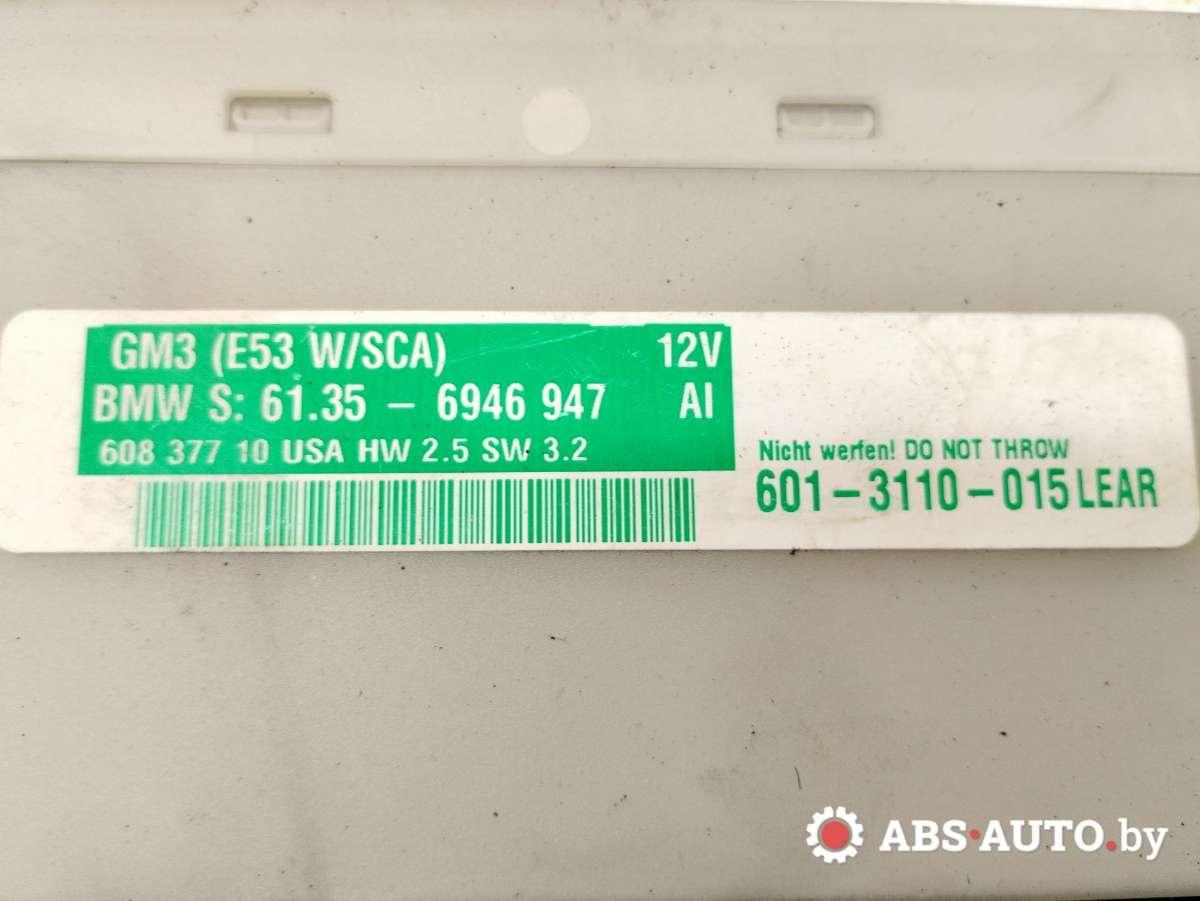 GM3 (E53 W/SCA) 12V
BMW S: 61.35 – 6946 947 AI
608 377 10 USA HW 2.5 SW 3.2
Nicht werfen! DO NOT THROW
601–3110–015 LEAR
ABS•AUTO.by